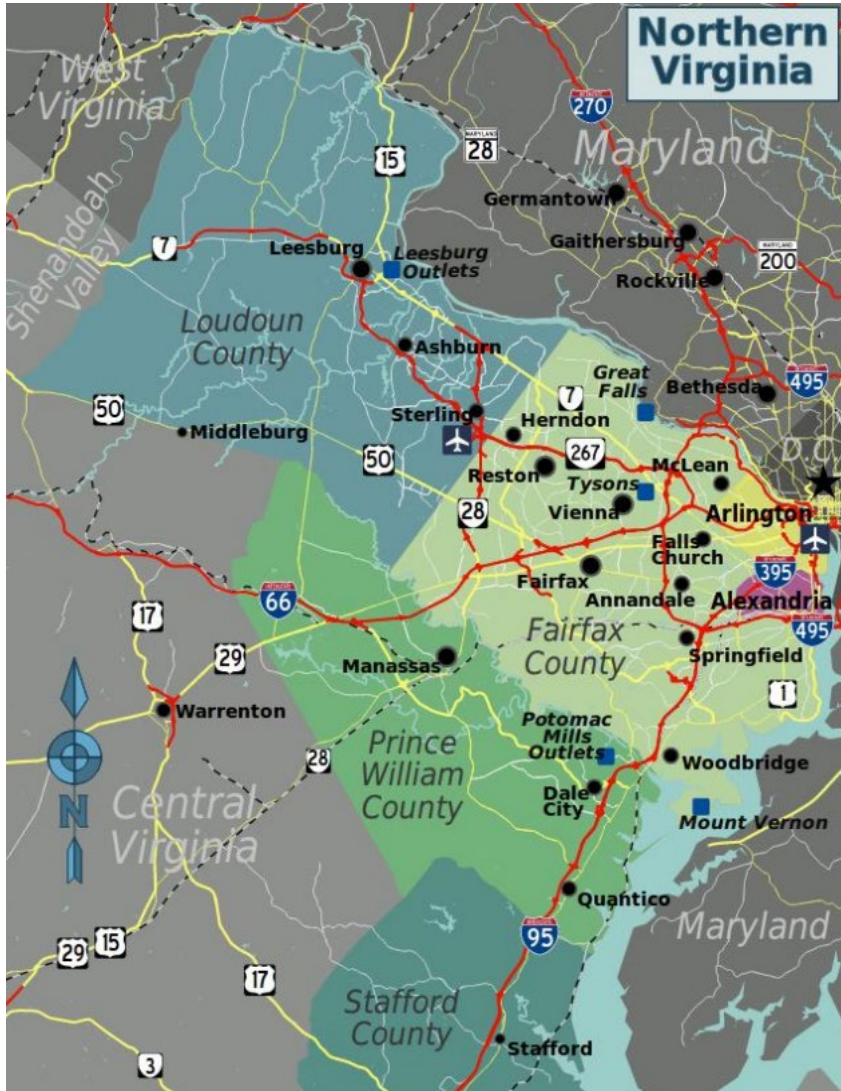 Northern
Virginia
West
Virginia
270
MARYLAND
28
15
Maryland
Germantown
Shenandoah
Valley
7
Leesburg
Leesburg
Outlets
Gaithersburg
MARYLAND
200
Rockville
Loudoun
County
Ashburn
Great
Falls
Bethesda
495
50
Middleburg
Sterling
7
Herndon
D.C.
50
267
Reston
McLean
Tysons
28
Vienna
Arlington
Falls
Church
66
Fairfax
395
Annandale
Alexandria
17
29
Manassas
Fairfax
County
Springfield
495
1
Warrenton
28
Prince
William
County
Potomac
Mills
Outlets
Woodbridge
N
Central
Virginia
Dale
City
Mount Vernon
Quantico
Maryland
29
15
95
17
Stafford
County
Stafford
3